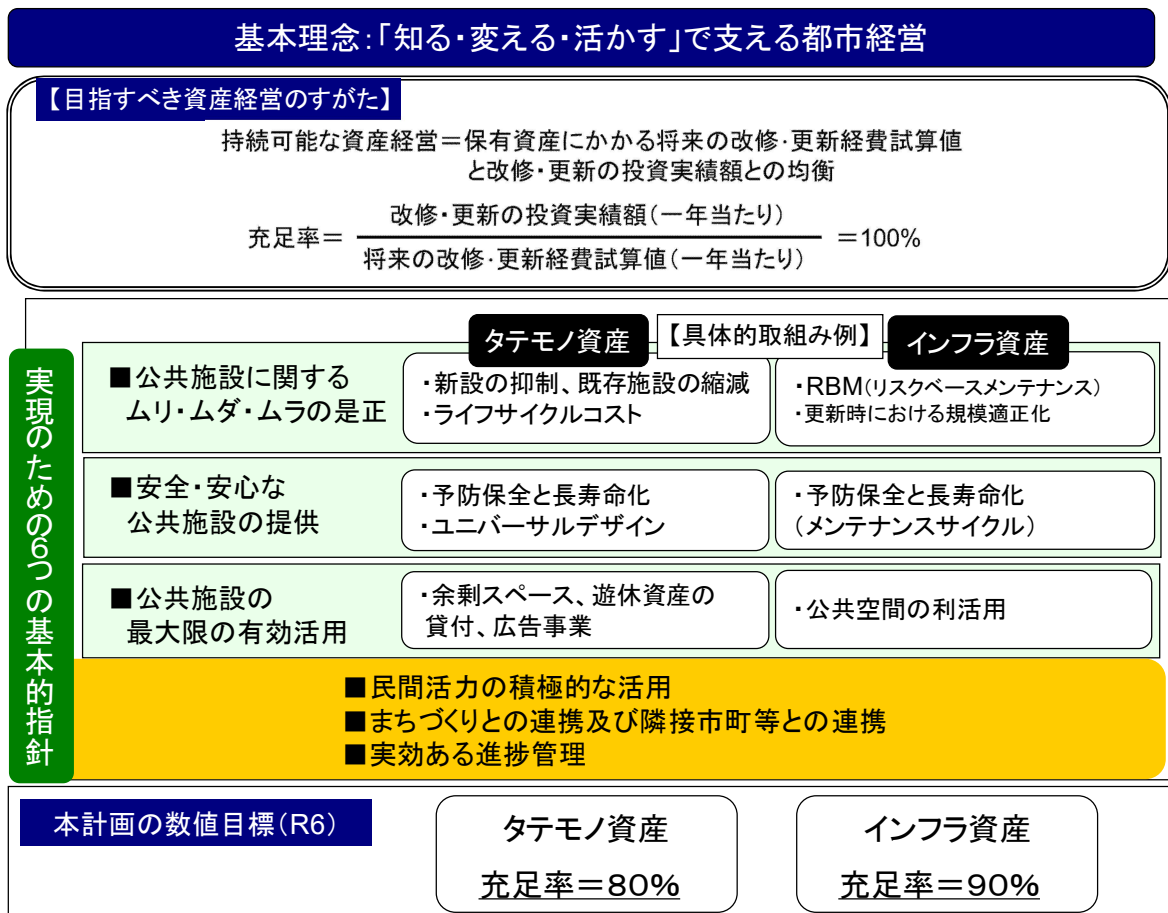 基本理念:「知る・変える・活かす」で支える都市経営
【目指すべき資産経営のすがた】
持続可能な資産経営=保有資産にかかる将来の改修・更新経費試算値
と改修・更新の投資実績額との均衡
改修・更新の投資実績額(一年当たり)
充足率= =100%
将来の改修・更新経費試算値(一年当たり)
タテモノ資産
【具体的取組み例】
インフラ資産
実現のための6つの基本的指針
■公共施設に関する
ムリ・ムダ・ムラの是正
・新設の抑制、既存施設の縮減
・ライフサイクルコスト
・RBM(リスクベースメンテナンス)
・更新時における規模適正化
■安全・安心な
公共施設の提供
・予防保全と長寿命化
・ユニバーサルデザイン
・予防保全と長寿命化
(メンテナンスサイクル)
■公共施設の
最大限の有効活用
・余剰スペース、遊休資産の
貸付、広告事業
・公共空間の利活用
■民間活力の積極的な活用
■まちづくりとの連携及び隣接市町等との連携
■実効ある進捗管理
本計画の数値目標(R6)
タテモノ資産
充足率=80%
インフラ資産
充足率=90%